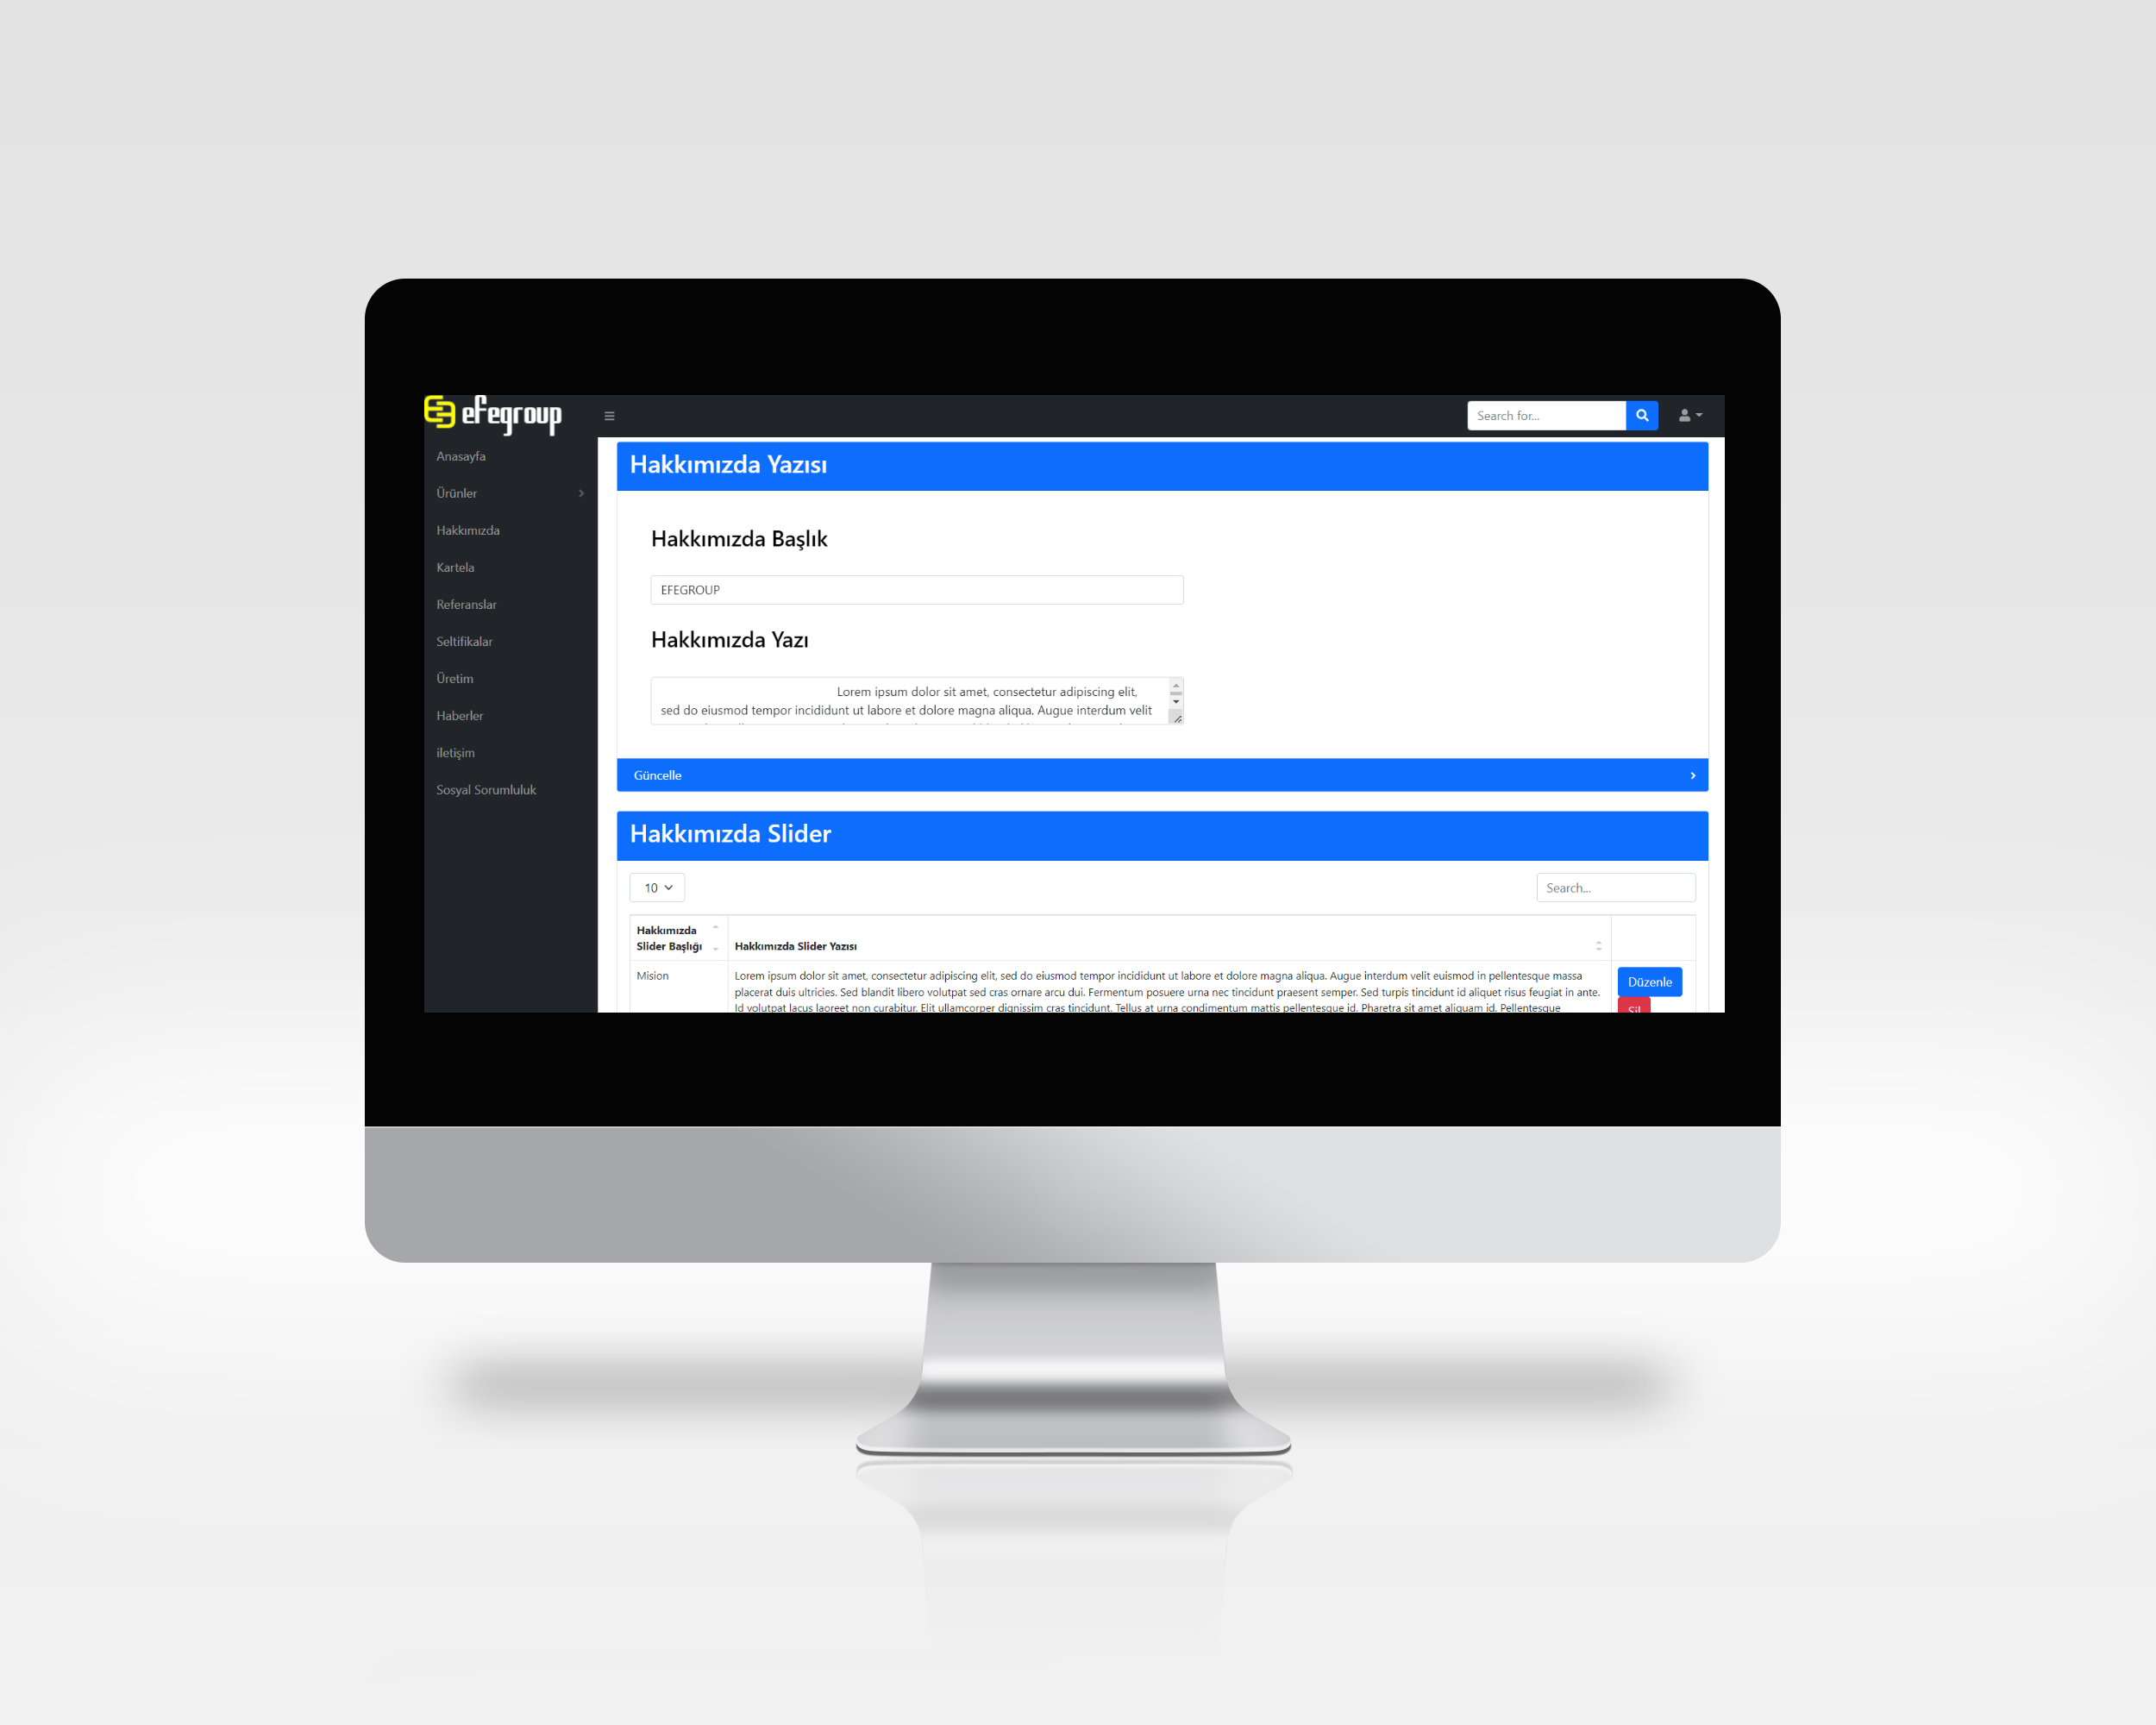 efegroup
Search for...
Anasayfa
Ürünler
Hakkımızda
Kartela
Referanslar
Seltifikalar
Üretim
Haberler
iletişim
Sosyal Sorumluluk
Hakkımızda Yazısı
Hakkımızda Başlık
EFEGROUP
Hakkımızda Yazı
Lorem ipsum dolor sit amet, consectetur adipiscing elit,
sed do eiusmod tempor incididunt ut labore et dolore magna aliqua. Augue interdum velit
Güncelle
Hakkımızda Slider
10
Search...
Hakkımızda
Slider Başlığı
Hakkımızda Slider Yazısı
Mision
Lorem ipsum dolor sit amet, consectetur adipiscing elit, sed do eiusmod tempor incididunt ut labore et dolore magna aliqua. Augue interdum velit euismod in pellentesque massa
placerat duis ultricies. Sed blandit libero volutpat sed cras ornare arcu dui. Fermentum posuere urna nec tincidunt praesent semper. Sed turpis tincidunt id aliquet risus feugiat in ante.
Id volutpat lacus laoreet non curabitur. Elit ullamcorper dignissim cras tincidunt. Tellus at urna condimentum mattis pellentesque id. Pharetra sit amet aliquam id. Pellentesque
Düzenle
Sil